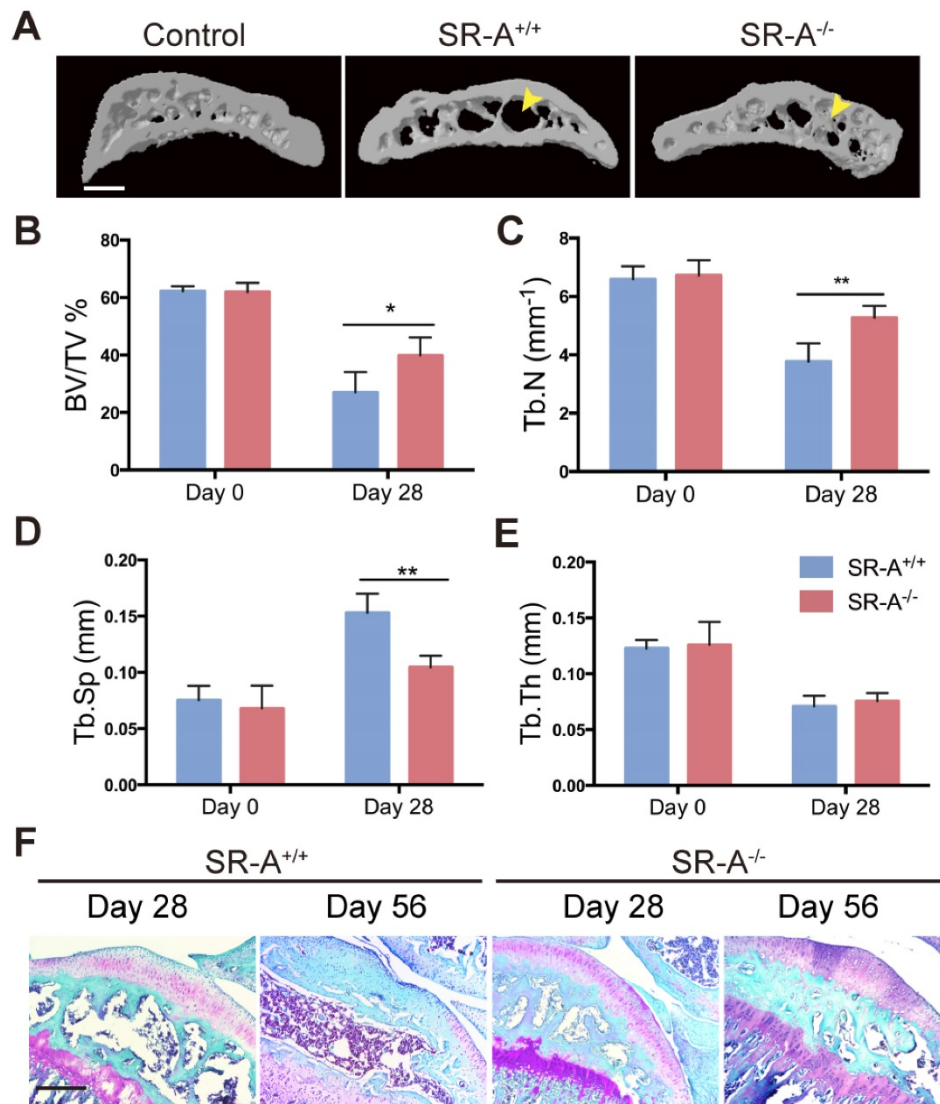 A
Control SR-A+/+ SR-A-/-
B
BV/TV %
80
60
40
20
0
*
Day 0 Day 28
C
Tb.N (mm-1)
8
6
4
2
0
**
Day 0 Day 28
D
Tb.Sp (mm)
0.20
0.15
0.10
0.05
0.00
**
Day 0 Day 28
E
Tb.Th (mm)
0.20
0.15
0.10
0.05
0.00
SR-A+/+
SR-A-/-
Day 0 Day 28
F
SR-A+/+ SR-A-/-
Day 28 Day 56 Day 28 Day 56